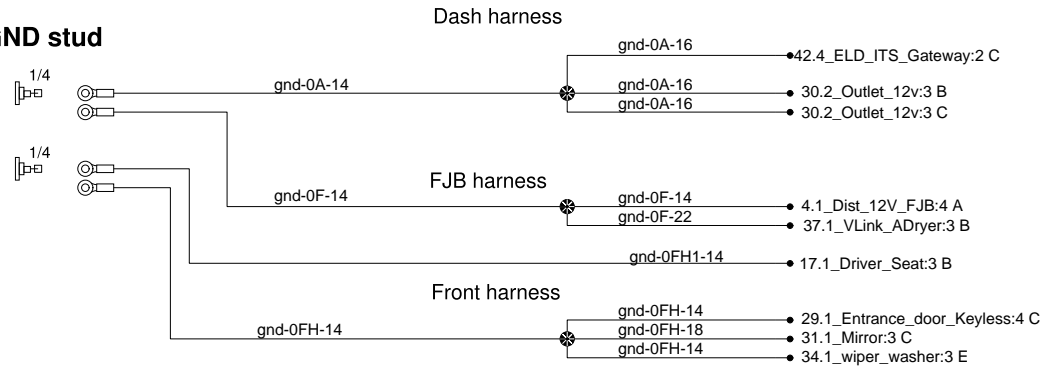 Dash harness
ND stud
gnd-0A-16
42.4_ELD_ITS_Gateway:2 C
1/4
gnd-0A-14
gnd-0A-16
30.2_Outlet_12v:3 B
gnd-0A-16
30.2_Outlet_12v:3 C
1/4
FJB harness
gnd-0F-14
gnd-0F-14
4.1_Dist_12V_FJB:4 A
gnd-0F-22
37.1_VLink_ADryer:3 B
gnd-0FH1-14
17.1_Driver_Seat:3 B
Front harness
gnd-0FH-14
29.1_Entrance_door_Keyless:4 C
gnd-0FH-14
gnd-0FH-18
31.1_Mirror:3 C
gnd-0FH-14
34.1_wiper_washer:3 E